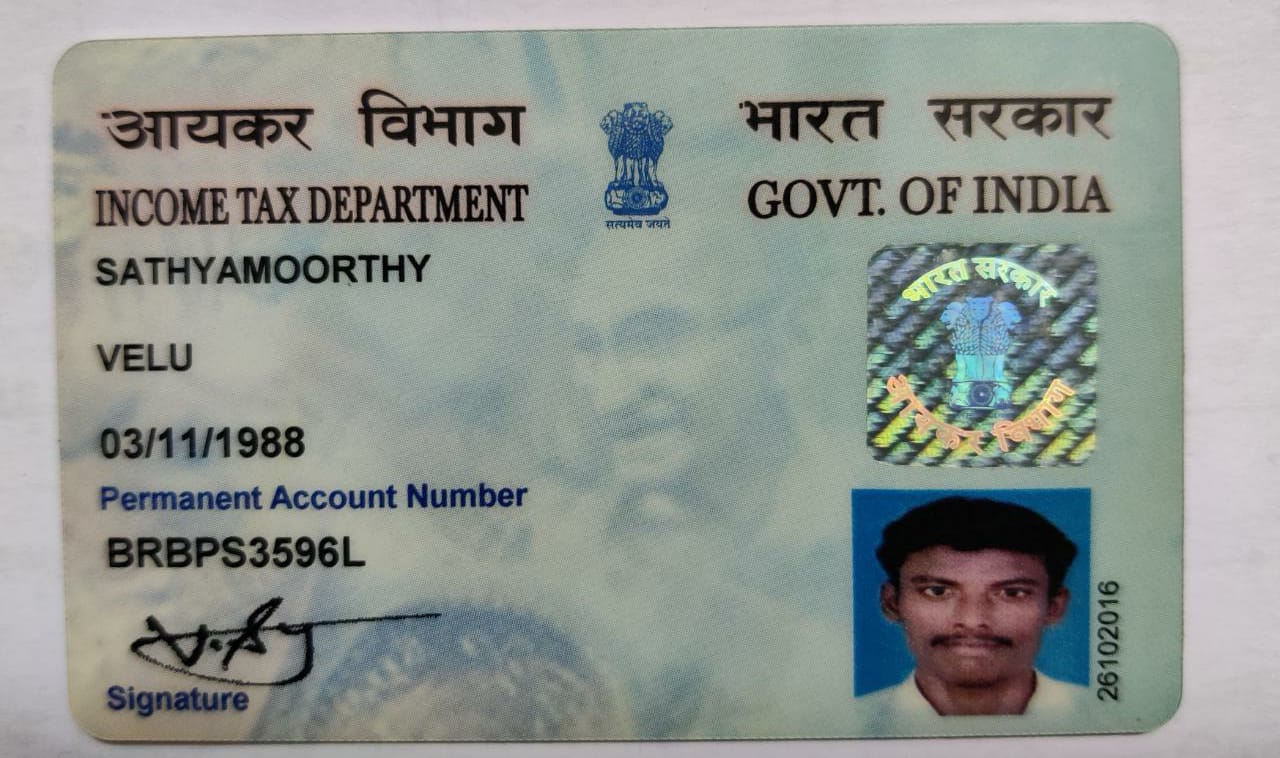 आयकर विभाग
भारत सरकार
INCOME TAX DEPARTMENT
GOVT. OF INDIA
सत्यमेव जयते
SATHYAMOORTHY
VELU
03/11/1988
Permanent Account Number
BRBPS3596L
Signature
भारत सरकार
आयकर विभाग
26102016